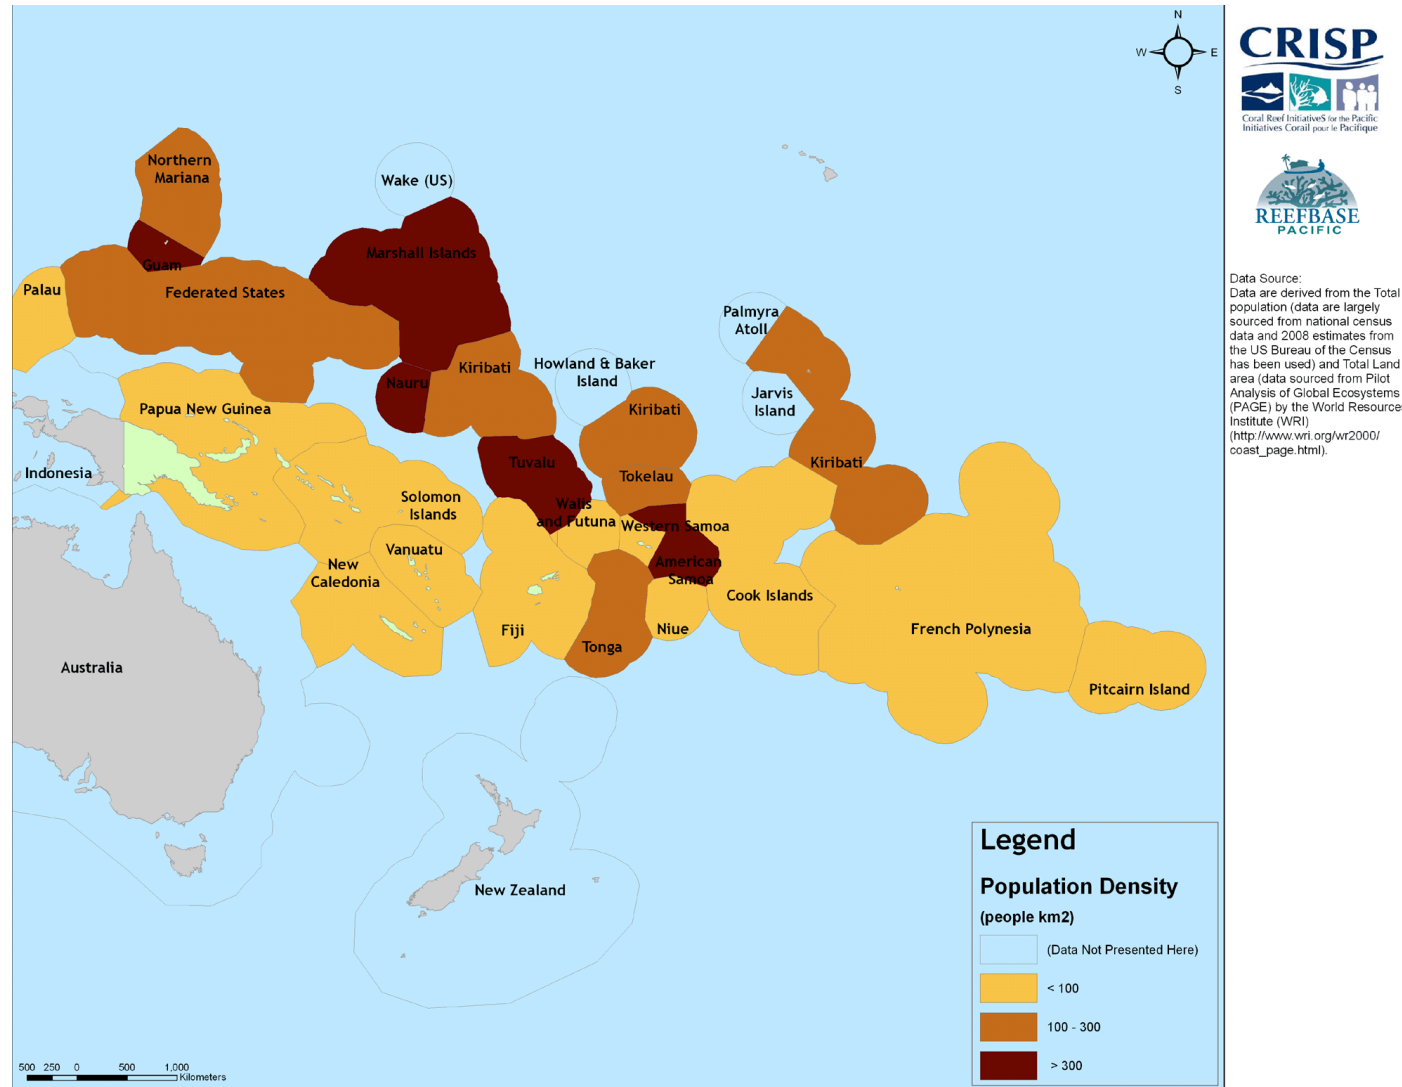 N
W E
S
CRISP
Coral Reef InitiativeS for the Pacific
Initiatives Corail pour le Pacifique
REEFBASE
PACIFIC
Data Source:
Data are derived from the Total
population (data are largely
sourced from national census
data and 2008 estimates from
the US Bureau of the Census
has been used) and Total Land
area (data sourced from Pilot
Analysis of Global Ecosystems
(PAGE) by the World Resource
Institute (WRI)
(http://www.wri.org/wr2000/
coast_page.html).
Northern
Mariana
Wake (US)
Guam
Marshall Islands
Palau
Federated States
Palmyra
Atoll
Kiribati
Howland & Baker
Island
Nauru
Jarvis
Island
Papua New Guinea
Kiribati
Indonesia
Tuvalu
Tokelau
Kiribati
Solomon
Islands
Walis
and Futuna
Western Samoa
Vanuatu
New
Caledonia
American
Samoa
Cook Islands
Fiji
Niue
French Polynesia
Tonga
Australia
Pitcairn Island
New Zealand
Legend
Population Density
(people km2)
(Data Not Presented Here)
< 100
100 - 300
> 300
500 250 0 500 1,000
Kilometers